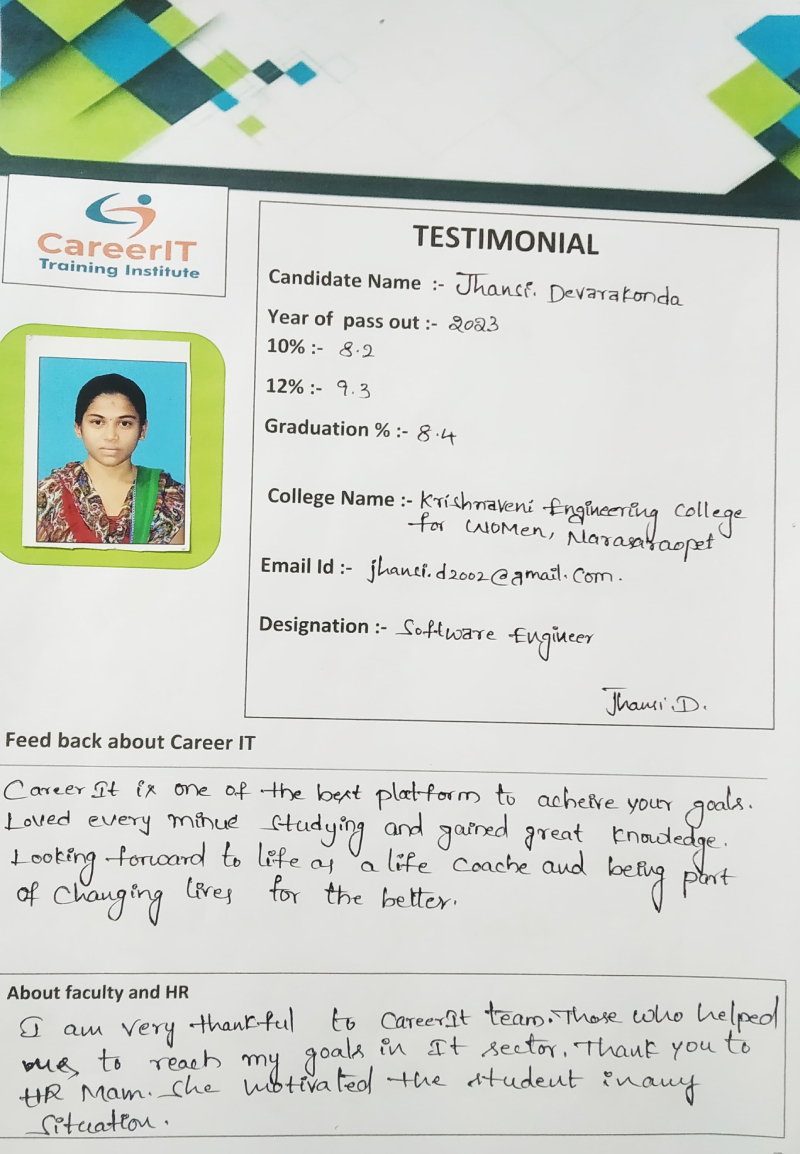 CareerIT
Training Institute
TESTIMONIAL
Candidate Name :- Jhansi. Devarakonda
Year of pass out :- 2023
10% :- 8.2
12% :- 9.3
Graduation % :- 8.4
College Name :- Krishnaveni Engineering College
for WOMen, Narasaraopet
Email Id :- jhansi.d2002@gmail.com.
Designation :- Software Engineer
Jhansi.D.
Feed back about Career IT
Career It is one of the best platform to acheive your goals.
Loved every minue studying and gained great knowledge.
Looking forward to life as a life coache and being part
of changing lives for the better.
About faculty and HR
I am very thankful to CareerIt team. Those who helped
to reach my goals in It sector. Thank you to
HR Mam. She motivated the student in any
situation.